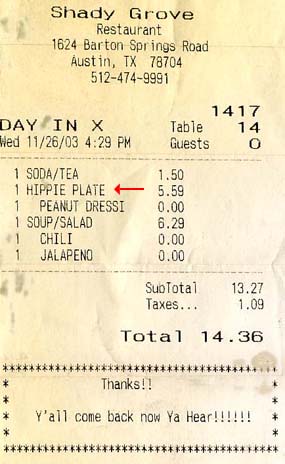 Shady Grove
Restaurant
1624 Barton Springs Road
Austin, TX 78704
512-474-9991
1417
DAY IN X Table 14
Wed 11/26/03 4:29 PM Guests 0
1 SODA/TEA 1.50
1 HIPPIE PLATE 5.59
1 PEANUT DRESSI 0.00
1 SOUP/SALAD 6.29
1 CHILI 0.00
1 JALAPENO 0.00
SubTotal 13.27
Taxes... 1.09
Total 14.36
Thanks!!
Y'all come back now Ya Hear!!!!!!